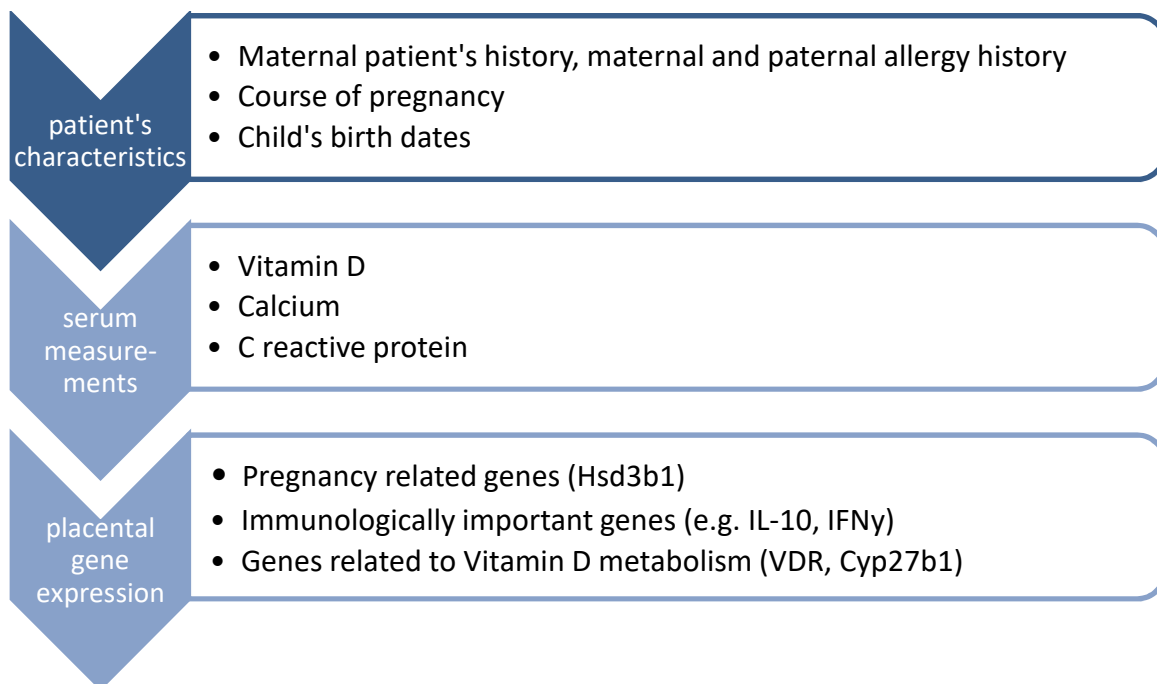 patient's
characteristics
• Maternal patient's history, maternal and paternal allergy history
• Course of pregnancy
• Child's birth dates
serum
measure-
ments
• Vitamin D
• Calcium
• C reactive protein
placental
gene
expression
• Pregnancy related genes (Hsd3b1)
• Immunologically important genes (e.g. IL-10, IFNy)
• Genes related to Vitamin D metabolism (VDR, Cyp27b1)